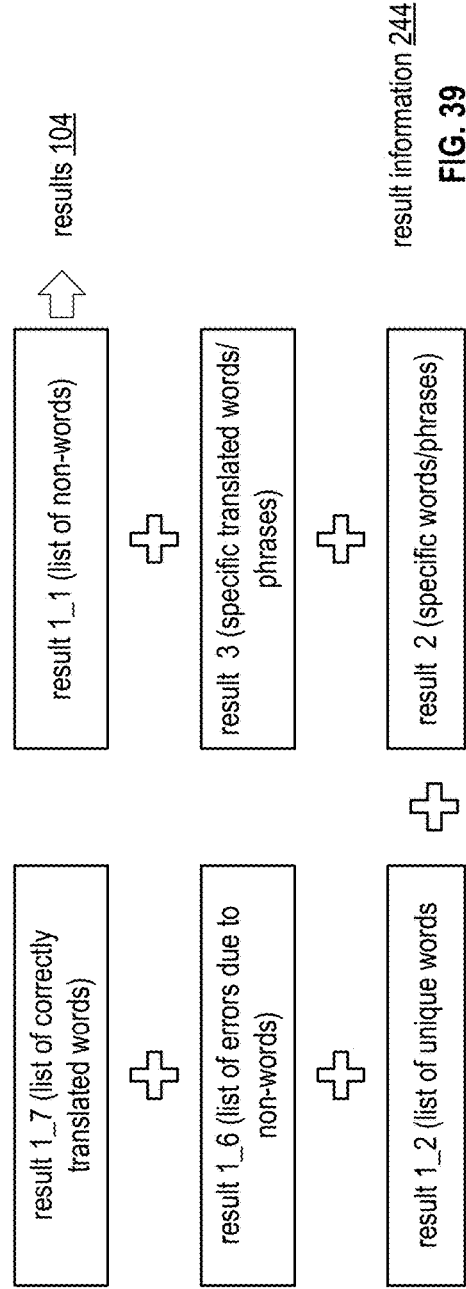 result 1_7 (list of correctly
translated words)
result 1_1 (list of non-words)
results 104
result 1_6 (list of errors due to
non-words)
result 3 (specific translated words/
phrases)
result 1_2 (list of unique words
result 2 (specific words/phrases)
result information 244
FIG. 39